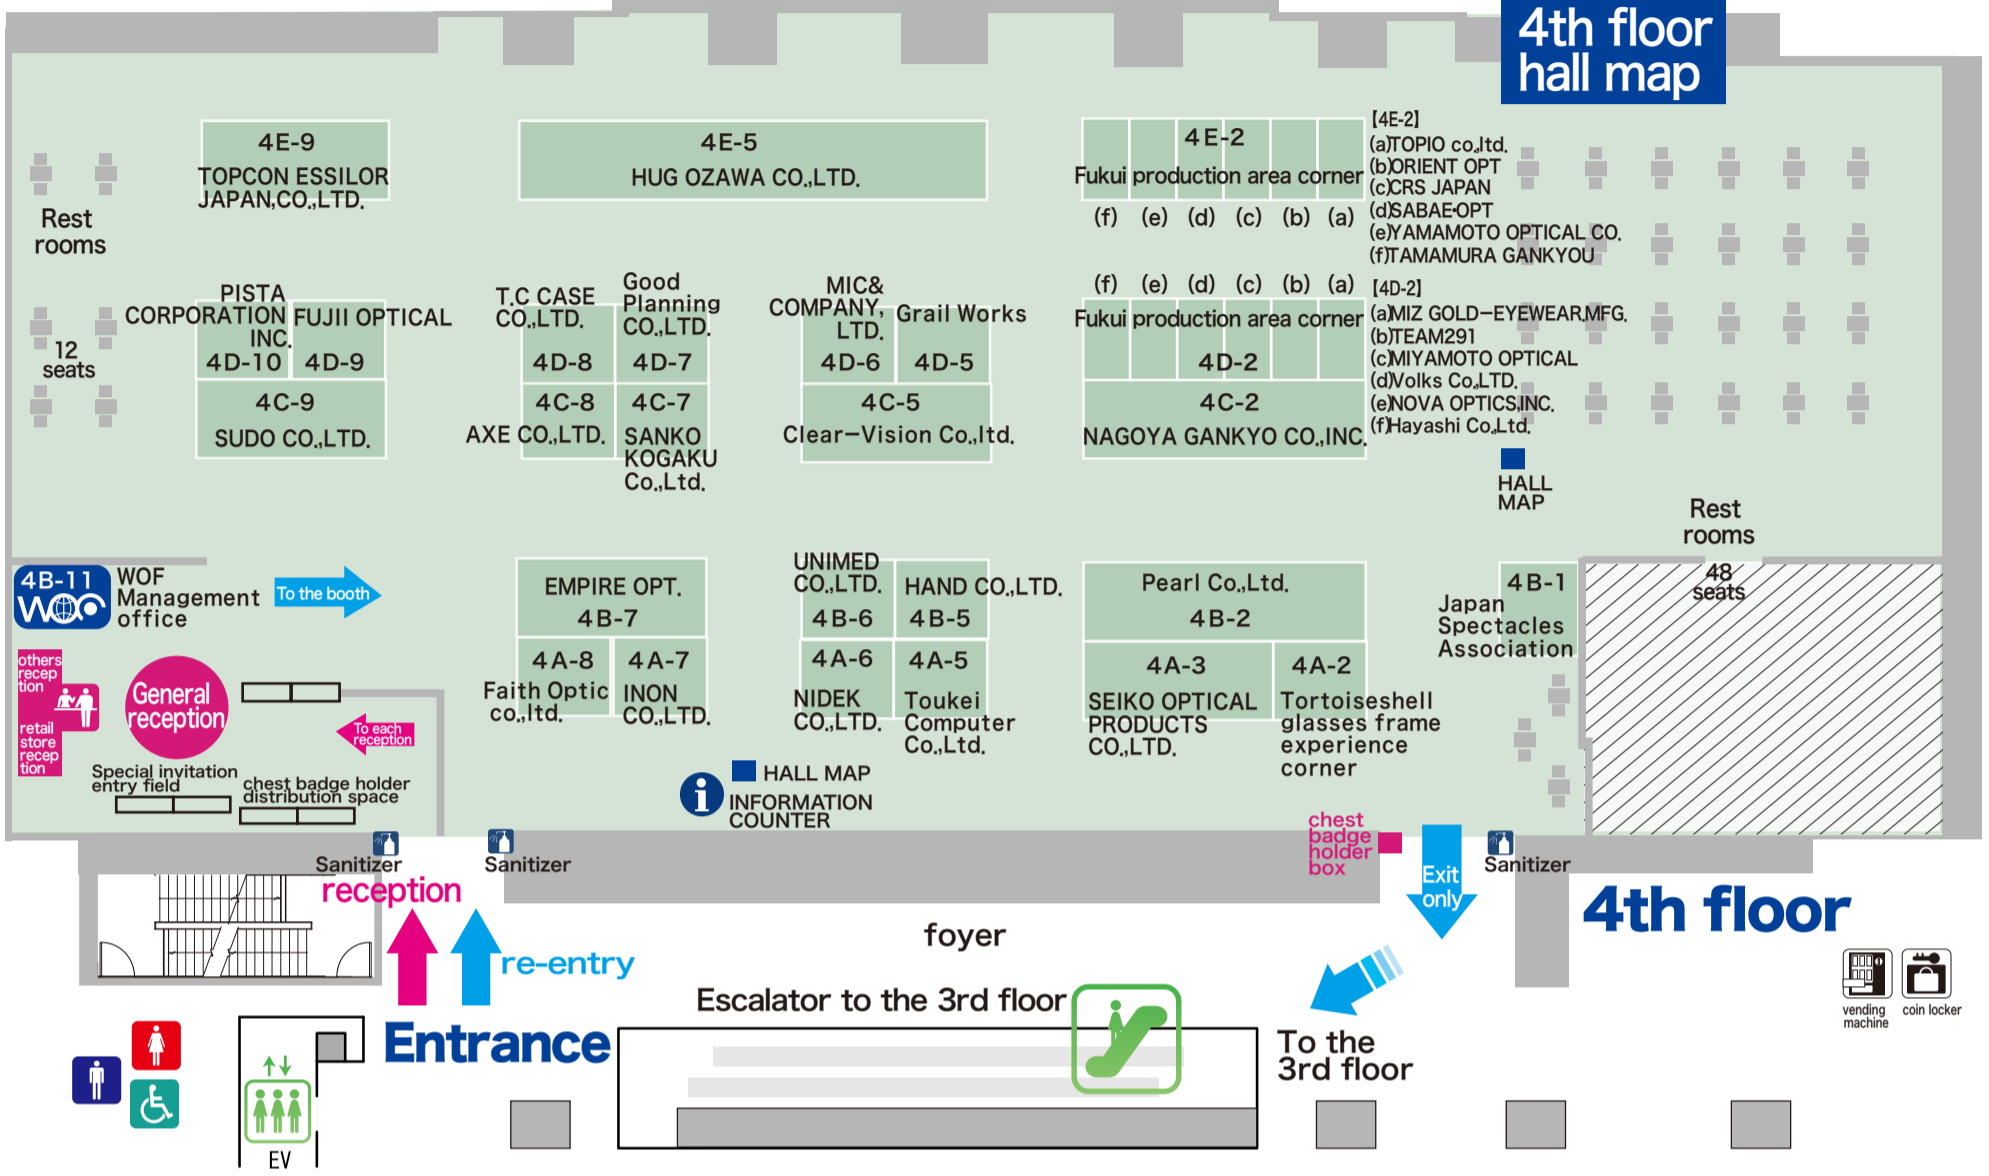 4th floor
hall map
4E-9
TOPCON ESSILOR
JAPAN,CO.,LTD.
4E-5
HUG OZAWA CO.,LTD.
4E-2
Fukui production area corner
(f) (e) (d) (c) (b) (a)
【4E-2】
(a)TOPIO co.,ltd.
(b)ORIENT OPT
(c)CRS JAPAN
(d)SABAE•OPT
(e)YAMAMOTO OPTICAL CO.
(f)TAMAMURA GANKYOU
Rest
rooms
12
seats
PISTA
CORPORATION
INC.
4D-10
FUJII OPTICAL
4D-9
4C-9
SUDO CO.,LTD.
T.C CASE
CO.,LTD.
4D-8
Good
Planning
CO.,LTD.
4D-7
4C-8
AXE CO.,LTD.
4C-7
SANKO
KOGAKU
Co.,Ltd.
MIC&
COMPANY,
LTD.
4D-6
Grail Works
4D-5
4C-5
Clear−Vision Co.,ltd.
(f) (e) (d) (c) (b) (a)
Fukui production area corner
4D-2
4C-2
NAGOYA GANKYO CO.,INC.
【4D-2】
(a)MIZ GOLD−EYEWEAR.MFG.
(b)TEAM291
(c)MIYAMOTO OPTICAL
(d)Volks Co.,LTD.
(e)NOVA OPTICS,INC.
(f)Hayashi Co.,Ltd.
HALL
MAP
Rest
rooms
48
seats
4B-11
WOF
WOF
Management
office
To the booth
EMPIRE OPT.
4B-7
4A-8
Faith Optic
co.,ltd.
4A-7
INON
CO.,LTD.
UNIMED
CO.,LTD.
4B-6
HAND CO.,LTD.
4B-5
4A-6
NIDEK
CO.,LTD.
4A-5
Toukei
Computer
Co.,Ltd.
Pearl Co.,Ltd.
4B-2
4A-3
SEIKO OPTICAL
PRODUCTS
CO.,LTD.
4A-2
Tortoiseshell
glasses frame
experience
corner
4B-1
Japan
Spectacles
Association
others
recep
tion
retail
store
recep
tion
General
reception
To each
reception
Special invitation
entry field
chest badge holder
distribution space
i
HALL MAP
INFORMATION
COUNTER
Sanitizer
Sanitizer
chest
badge
holder
box
Exit
only
Sanitizer
reception
re-entry
foyer
4th floor
Entrance
Escalator to the 3rd floor
To the
3rd floor
vending
machine
coin locker
EV